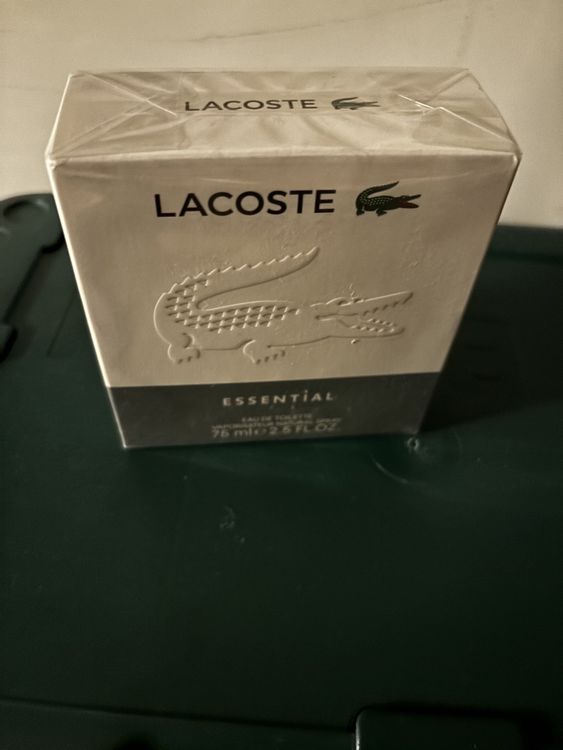 LACOSTE
LACOSTE
ESSENTIAL
EAU DE TOILETTE
VAPORISATEUR NATURAL SPRAY
75 ml e 2.5 FL.OZ.